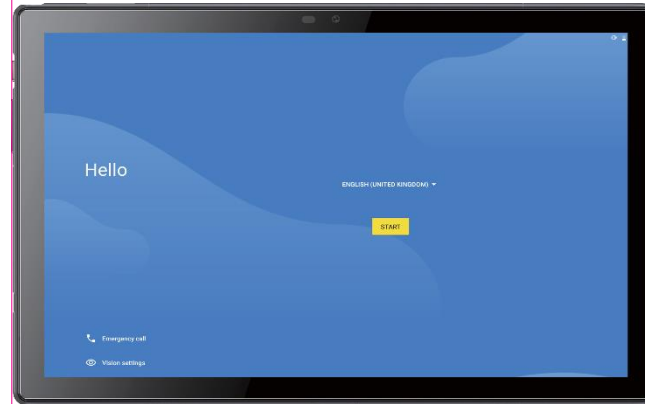 Hello
ENGLISH (UNITED KINGDOM)
START
Emergency call
Vision settings